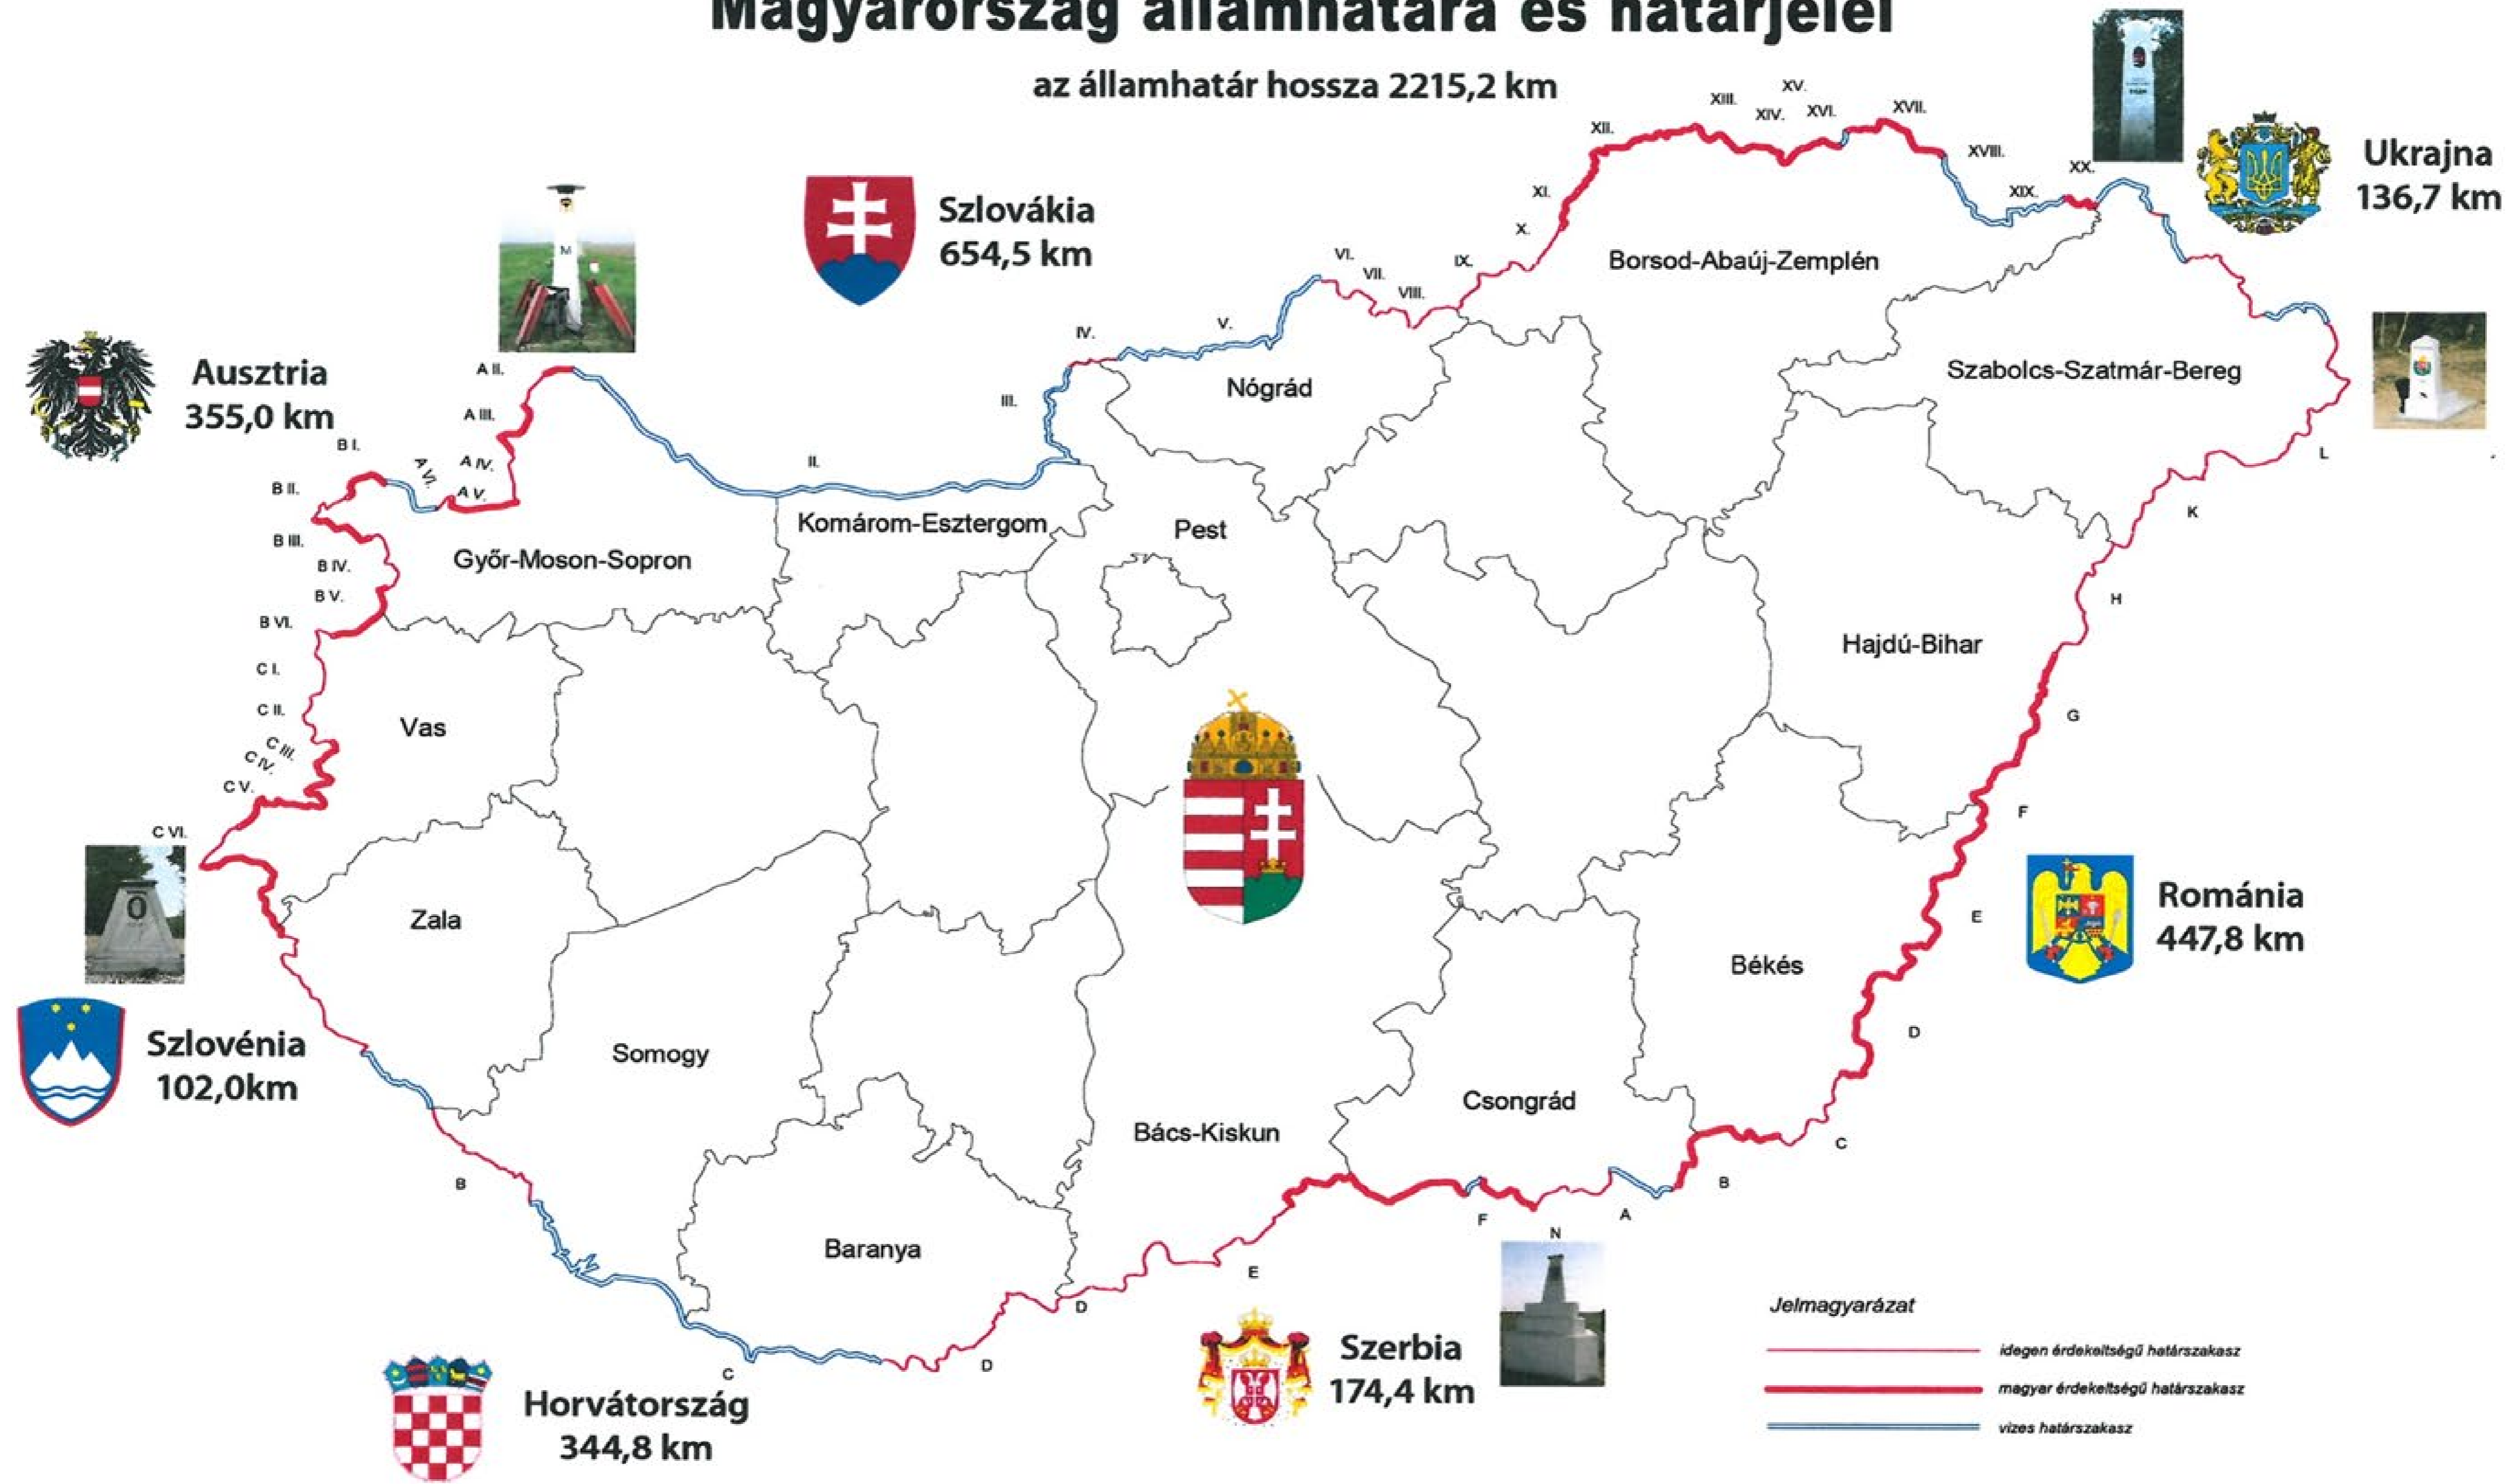 Magyarország államhatára és határjelei
az államhatár hossza 2215,2 km
Ukrajna
136,7 km
Szlovákia
654,5 km
Ausztria
355,0 km
Románia
447,8 km
Szlovénia
102,0km
Szerbia
174,4 km
Horvátország
344,8 km
XV.
XIII.
XIV.
XVI.
XVII.
XII.
XVIII.
XX.
XI.
XIX.
X.
IX.
VI.
VII.
VIII.
IV.
V.
III.
II.
A II.
A III.
A IV.
A V.
A VI.
B I.
B II.
B III.
B IV.
B V.
B VI.
C I.
C II.
C III.
C IV.
C V.
C VI.
M
Borsod-Abaúj-Zemplén
Szabolcs-Szatmár-Bereg
Nógrád
Komárom-Esztergom
Pest
Győr-Moson-Sopron
Hajdú-Bihar
Vas
Zala
Békés
Somogy
Csongrád
Bács-Kiskun
Baranya
L
K
H
G
F
E
D
C
B
A
N
F
E
D
D
C
B
Ö
Jelmagyarázat
idegen érdekeltségű határszakasz
magyar érdekeltségű határszakasz
vizes határszakasz